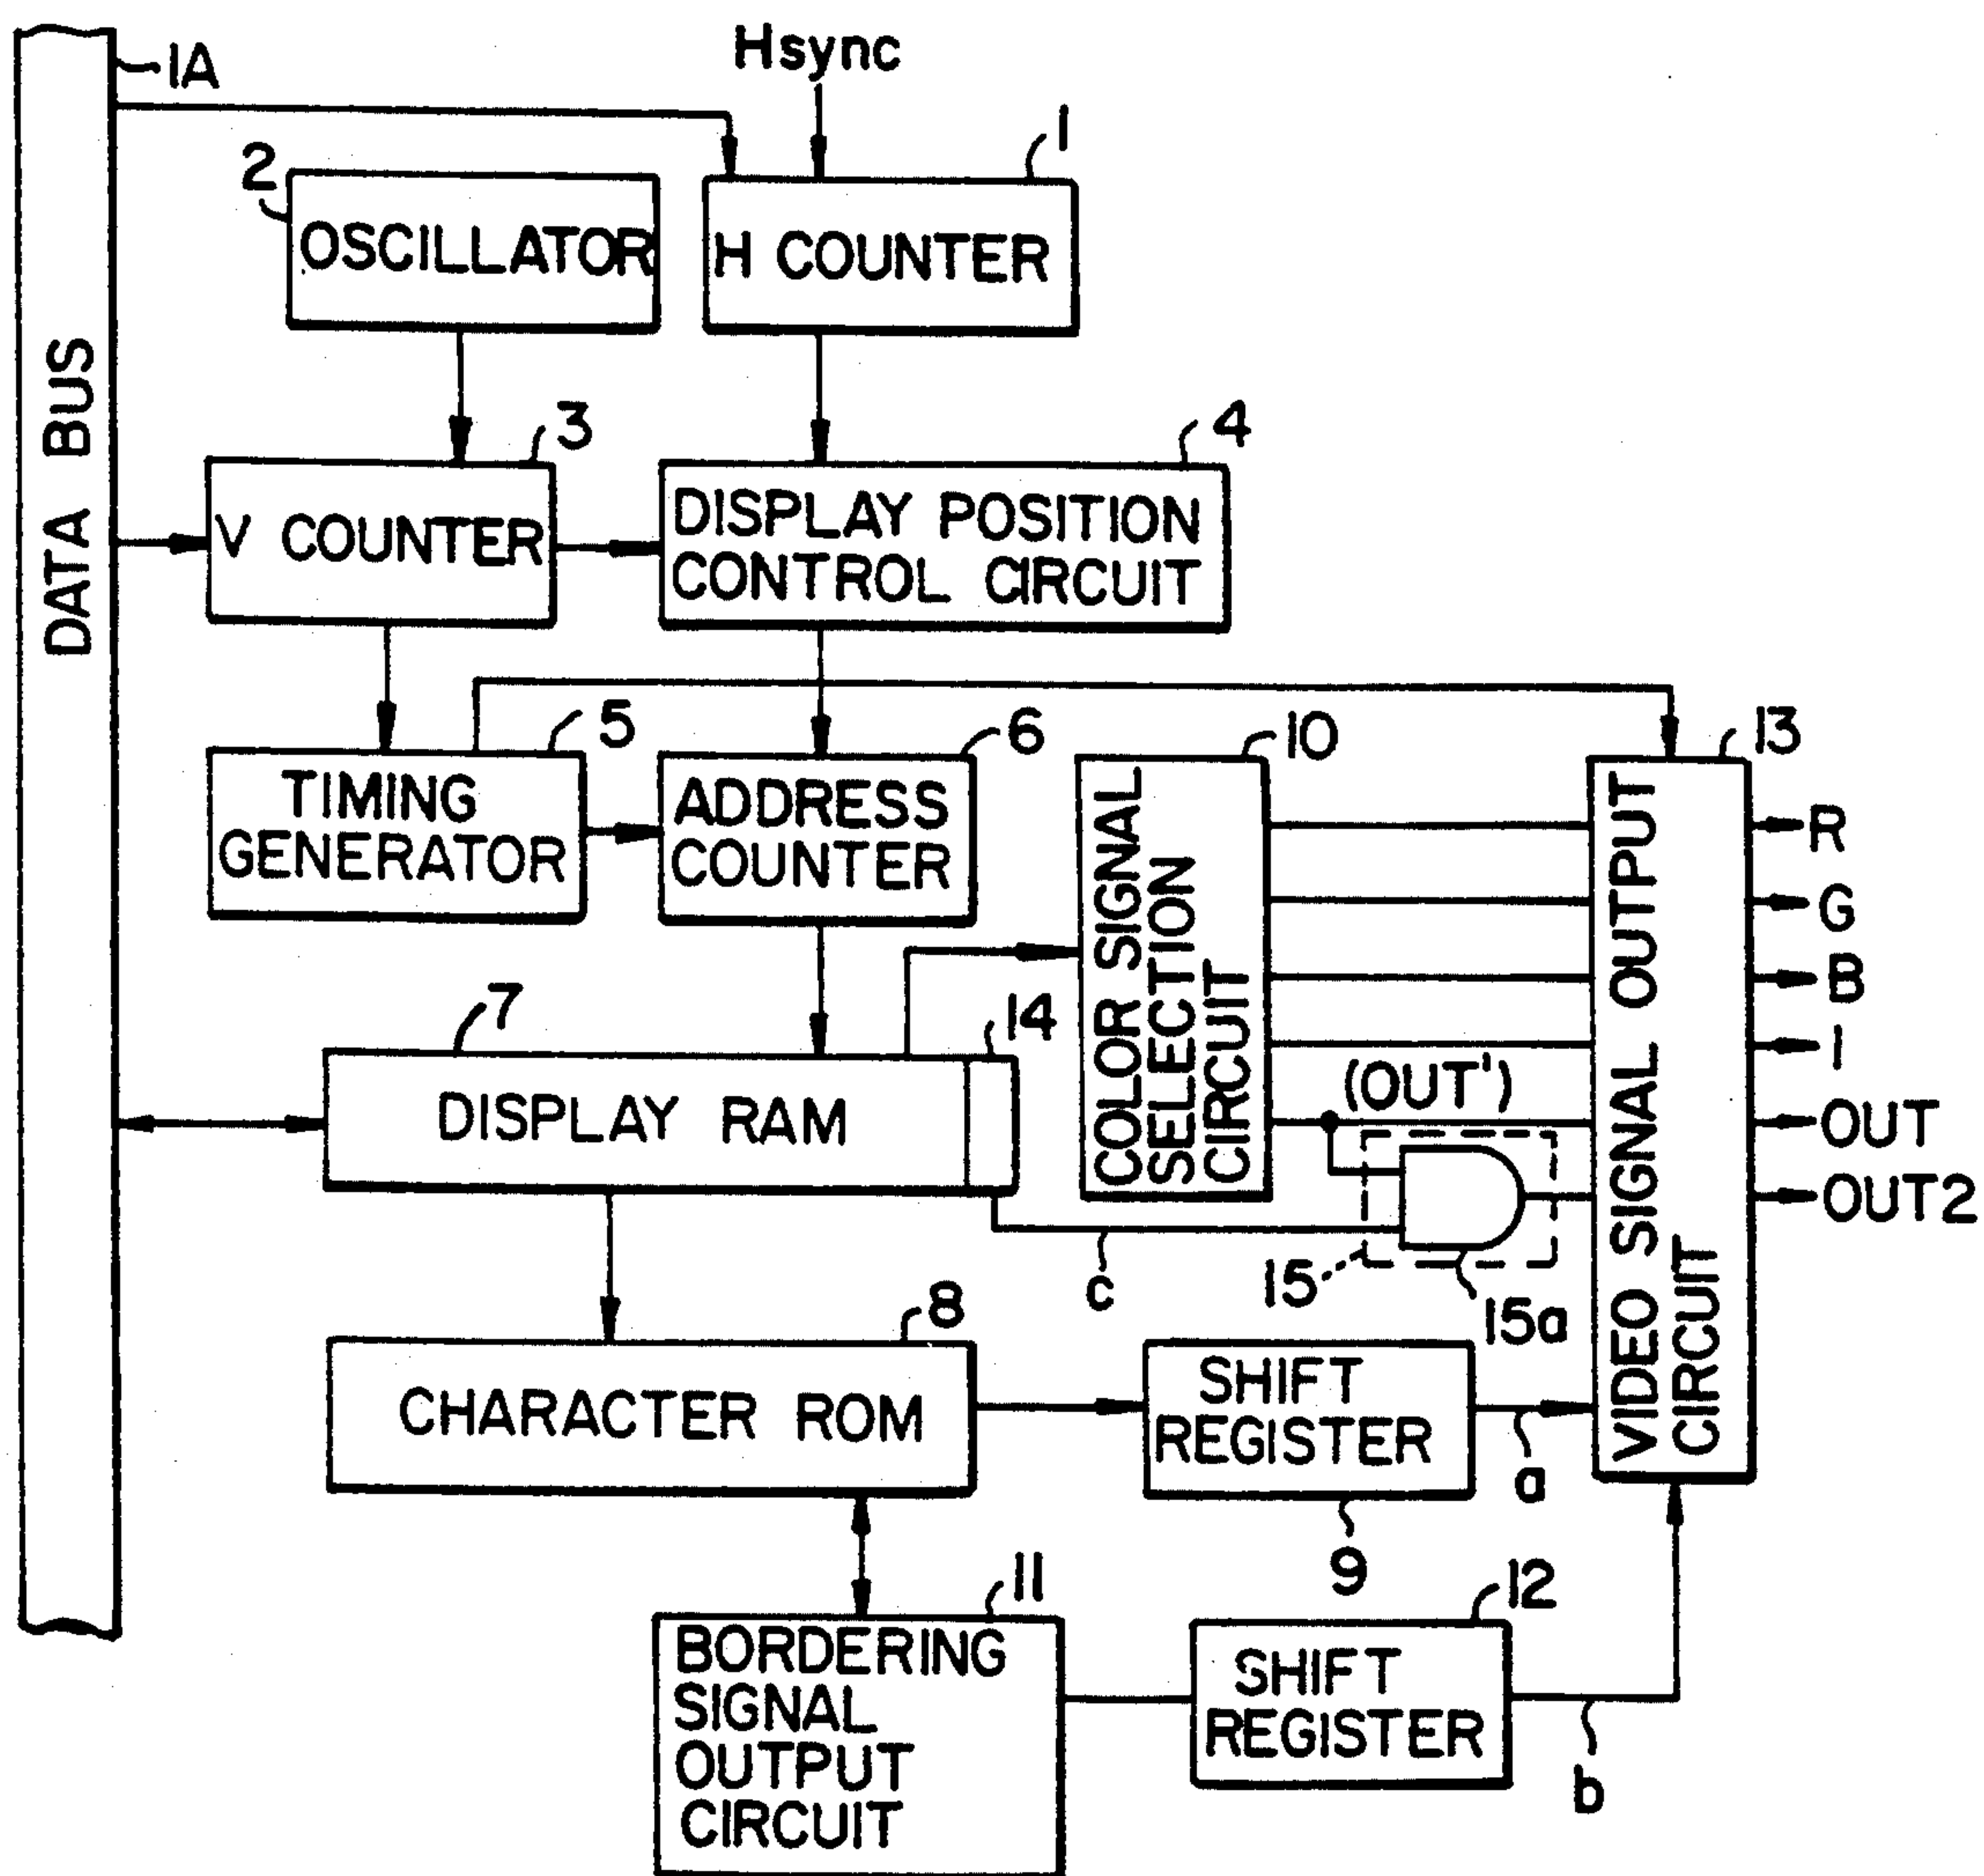 1A
Hsync
1
2
OSCILLATOR
H COUNTER
DATA BUS
3
4
V COUNTER
DISPLAY POSITION
CONTROL CIRCUIT
5
6
10
13
TIMING
GENERATOR
ADDRESS
COUNTER
COLOR SIGNAL
SELECTION
CIRCUIT
VIDEO SIGNAL OUTPUT
CIRCUIT
R
G
B
I
OUT
OUT2
7
14
DISPLAY RAM
(OUT')
c
15
15a
8
CHARACTER ROM
SHIFT
REGISTER
a
9
11
12
BORDERING
SIGNAL
OUTPUT
CIRCUIT
SHIFT
REGISTER
b